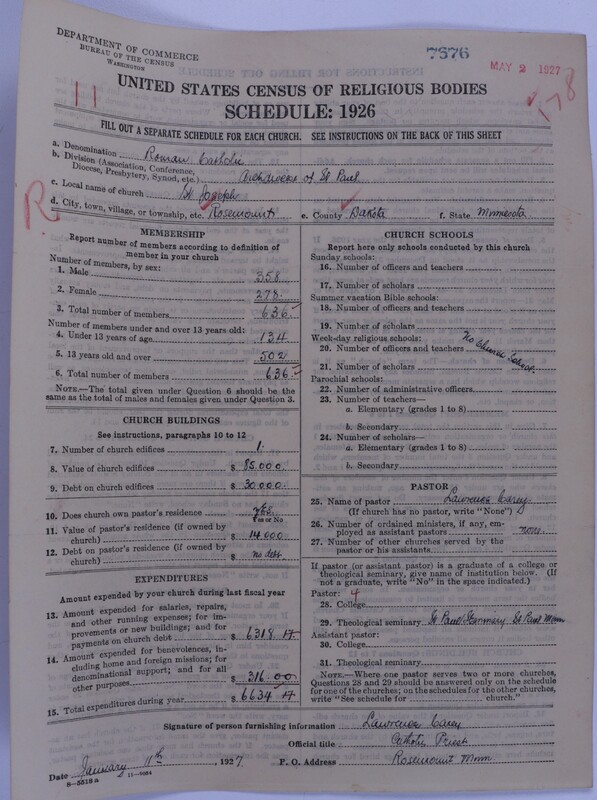 DEPARTMENT OF COMMERCE
BUREAU OF THE CENSUS
WASHINGTON
7876
MAY 2 1927
11
178
UNITED STATES CENSUS OF RELIGIOUS BODIES
SCHEDULE: 1926
FILL OUT A SEPARATE SCHEDULE FOR EACH CHURCH. SEE INSTRUCTIONS ON THE BACK OF THIS SHEET
a. Denomination Roman Catholic
b. Division (Association, Conference,
Diocese, Presbytery, Synod, etc.) Archdiocese of St Paul
c. Local name of church St Joseph
d. City, town, village, or township, etc. Rosemount e. County Dakota f. State Minnesota
R
MEMBERSHIP
Report number of members according to definition of
member in your church
Number of members, by sex:
1. Male 358
2. Female 278
3. Total number of members 636
Number of members under and over 13 years old:
4. Under 13 years of age 134
5. 13 years old and over 502
6. Total number of members 636
NOTE.—The total given under Question 6 should be the
same as the total of males and females given under Question 3.
CHURCH BUILDINGS
See instructions, paragraphs 10 to 12
7. Number of church edifices 1
8. Value of church edifices $ 85.000
9. Debt on church edifices $ 30.000
10. Does church own pastor's residence Yes
Yes or No
11. Value of pastor's residence (if owned by
church) $ 14.000
12. Debt on pastor's residence (if owned by
church) $ no debt
EXPENDITURES
Amount expended by your church during last fiscal year
13. Amount expended for salaries, repairs,
and other running expenses; for im-
provements or new buildings; and for
payments on church debt $ 6318 17
14. Amount expended for benevolences, in-
cluding home and foreign missions; for
denominational support; and for all
other purposes $ 316 00
15. Total expenditures during year $ 6634 17
CHURCH SCHOOLS
Report here only schools conducted by this church
Sunday schools:
16. Number of officers and teachers
17. Number of scholars
Summer vacation Bible schools:
18. Number of officers and teachers
19. Number of scholars
Week-day religious schools:
20. Number of officers and teachers
No Church School
21. Number of scholars
Parochial schools:
22. Number of administrative officers
23. Number of teachers—
a. Elementary (grades 1 to 8)
b. Secondary
24. Number of scholars—
a. Elementary (grades 1 to 8)
b. Secondary
PASTOR
25. Name of pastor Lawrence Carey
(If church has no pastor, write "None")
26. Number of ordained ministers, if any, em-
ployed as assistant pastors none
27. Number of other churches served by the
pastor or his assistants
If pastor (or assistant pastor) is a graduate of a college or
theological seminary, give name of institution below. (If
not a graduate, write "No" in the space indicated.)
Pastor: 4
28. College
29. Theological seminary St Paul Seminary St Paul Minn
Assistant pastor:
30. College
31. Theological seminary
NOTE.—Where one pastor serves two or more churches,
Questions 28 and 29 should be answered only on the schedule
for one of the churches; on the schedules for the other churches,
write "See schedule for church."
Signature of person furnishing information Lawrence Carey
Official title Catholic Priest
Date January 11th, 1927 P. O. Address Rosemount Minn.
8—5518a 11—9084